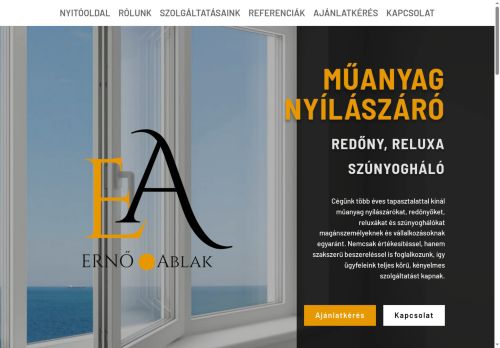 NYITÓOLDAL RÓLUNK SZOLGÁLTATÁSAINK REFERENCIÁK AJÁNLATKÉRÉS KAPCSOLAT
EA
ERNŐ ABLAK
MŰANYAG
NYÍLÁSZÁRÓ
REDŐNY, RELUXA
SZÚNYOGHÁLÓ
Cégünk több éves tapasztalattal kínál
műanyag nyílászárókat, redőnyöket,
reluxákat és szúnyoghálókat
magánszemélyeknek és vállalkozásoknak
egyaránt. Nemcsak értékesítéssel, hanem
szakszerű beszereléssel is foglalkozunk, így
ügyfeleink teljes körű, kényelmes
szolgáltatást kapnak.
Ajánlatkérés Kapcsolat